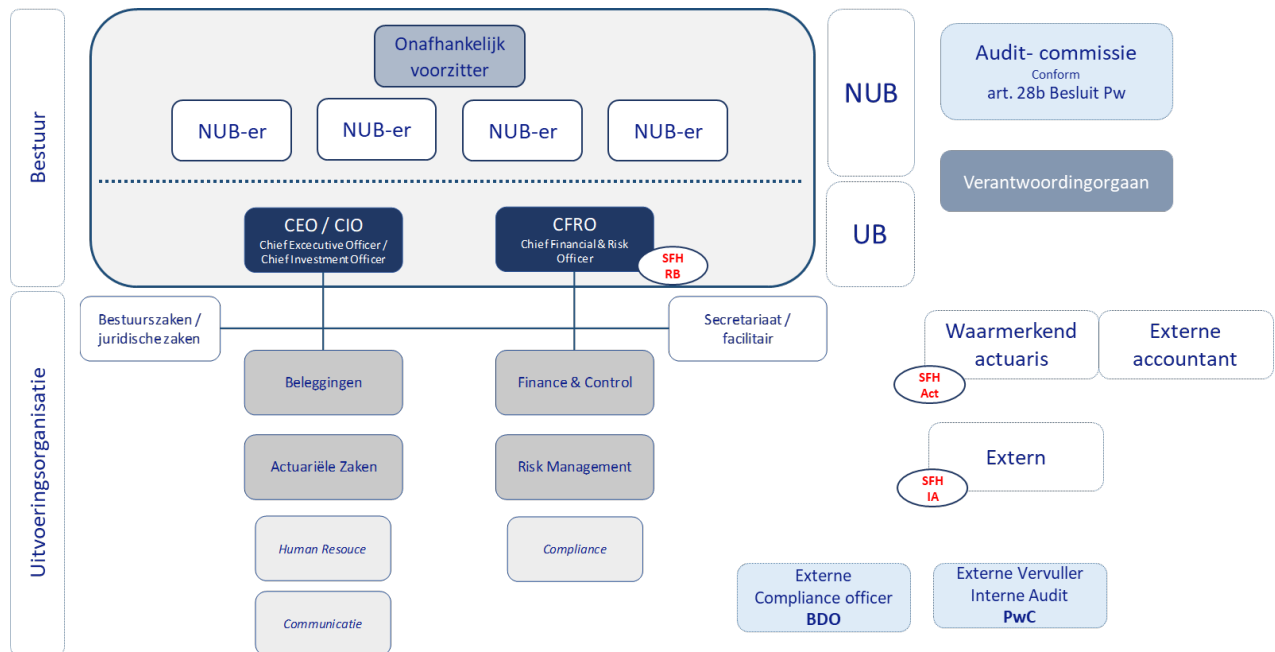 Bestuur
Onafhankelijk
voorzitter
NUB-er
NUB-er
NUB-er
NUB-er
NUB
Audit- commissie
Conform
art. 28b Besluit Pw
Verantwoordingorgaan
UB
CEO / CIO
Chief Excecutive Officer /
Chief Investment Officer
CFRO
Chief Financial & Risk
Officer
SFH
RB
Uitvoeringsorganisatie
Bestuurszaken /
juridische zaken
Secretariaat /
facilitair
Waarmerkend
actuaris
SFH
Act
Externe
accountant
Beleggingen
Finance & Control
Actuariële Zaken
Risk Management
Extern
SFH
IA
Human Resouce
Compliance
Communicatie
Externe
Compliance officer
BDO
Externe Vervuller
Interne Audit
PwC